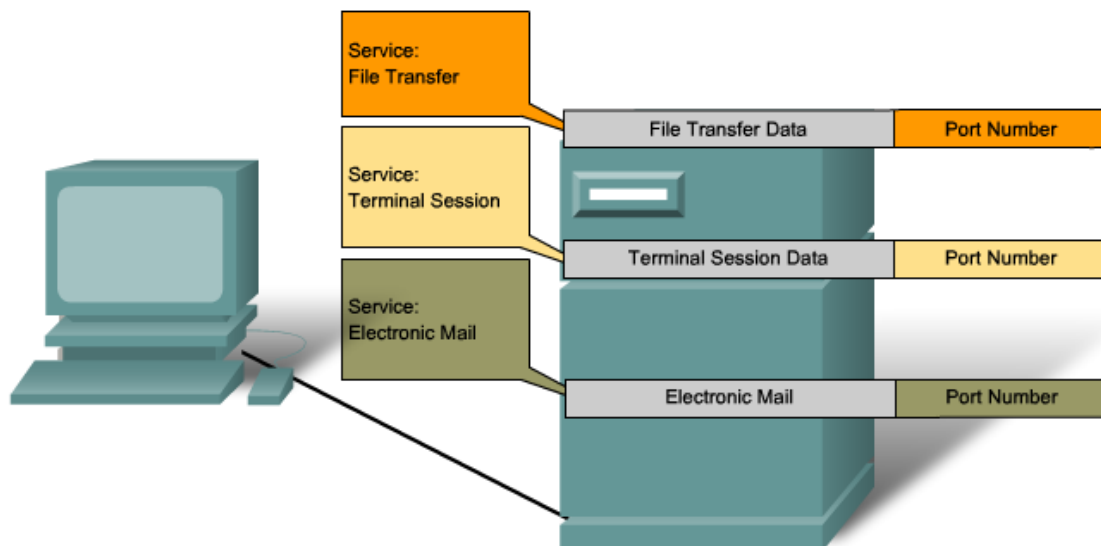 Service:
File Transfer
File Transfer Data
Port Number
Service:
Terminal Session
Terminal Session Data
Port Number
Service:
Electronic Mail
Electronic Mail
Port Number